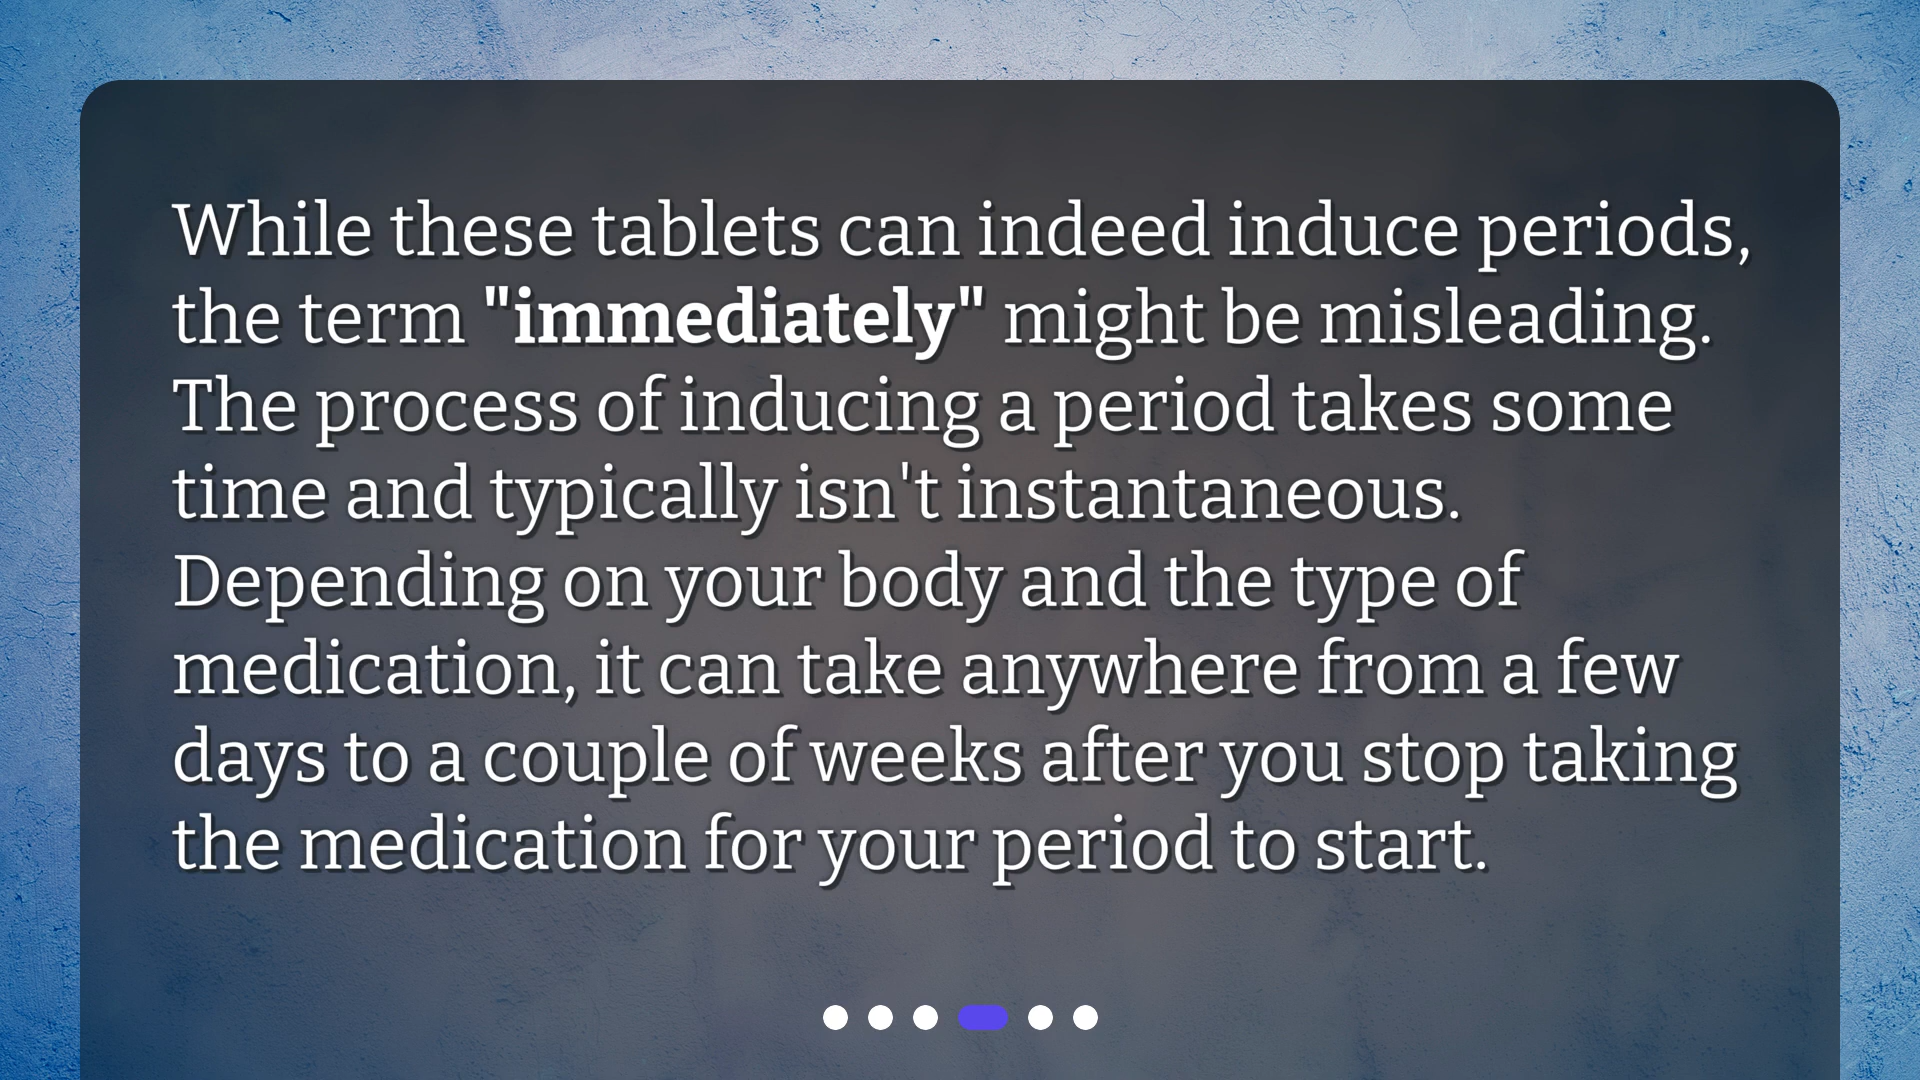 While these tablets can indeed induce periods,
the term "immediately" might be misleading.
The process of inducing a period takes some
time and typically isn't instantaneous.
Depending on your body and the type of
medication, it can take anywhere from a few
days to a couple of weeks after you stop taking
the medication for your period to start.